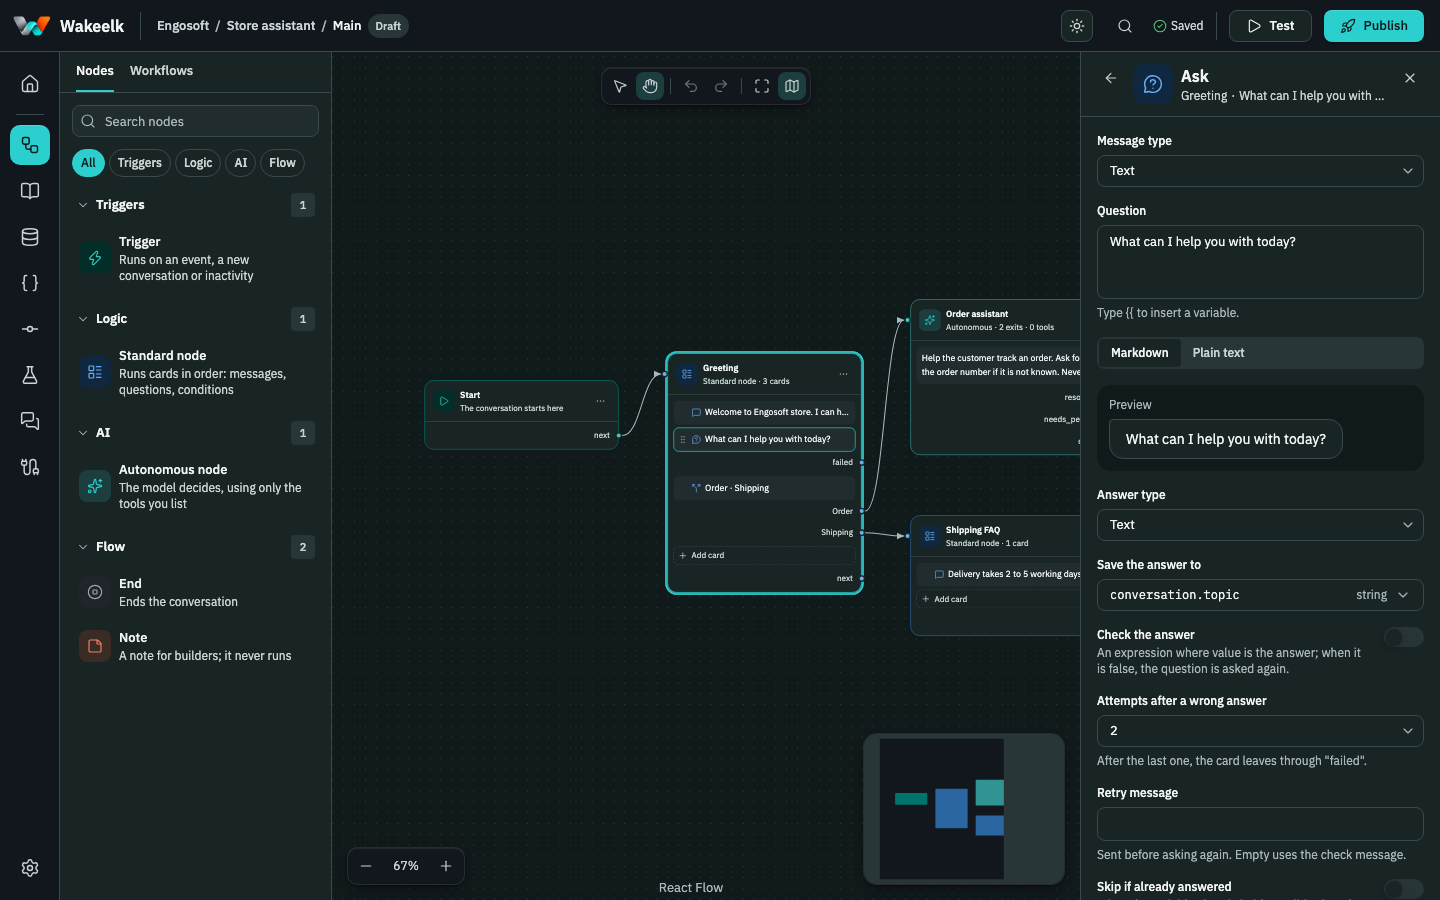 Wakeelk
Engosoft / Store assistant / Main Draft
Saved
Test
Publish
Nodes
Workflows
Search nodes
All
Triggers
Logic
AI
Flow
Triggers
1
Trigger
Runs on an event, a new
conversation or inactivity
Logic
1
Standard node
Runs cards in order: messages,
questions, conditions
AI
1
Autonomous node
The model decides, using only the
tools you list
Flow
2
End
Ends the conversation
Note
A note for builders; it never runs
Start
The conversation starts here
next
Greeting
Standard node · 3 cards
Welcome to Engosoft store. I can h...
What can I help you with today?
failed
Order · Shipping
Order
Shipping
Add card
next
Order assistant
Autonomous · 2 exits · 0 tools
Help the customer track an order. Ask fo
the order number if it is not known. Neve
reso
needs_pe
Shipping FAQ
Standard node · 1 card
Delivery takes 2 to 5 working days
Add card
67%
React Flow
Ask
Greeting · What can I help you with ...
Message type
Text
Question
What can I help you with today?
Type {{ to insert a variable.
Markdown
Plain text
Preview
What can I help you with today?
Answer type
Text
Save the answer to
conversation.topic
string
Check the answer
An expression where value is the answer; when it
is false, the question is asked again.
Attempts after a wrong answer
2
After the last one, the card leaves through "failed".
Retry message
Sent before asking again. Empty uses the check message.
Skip if already answered